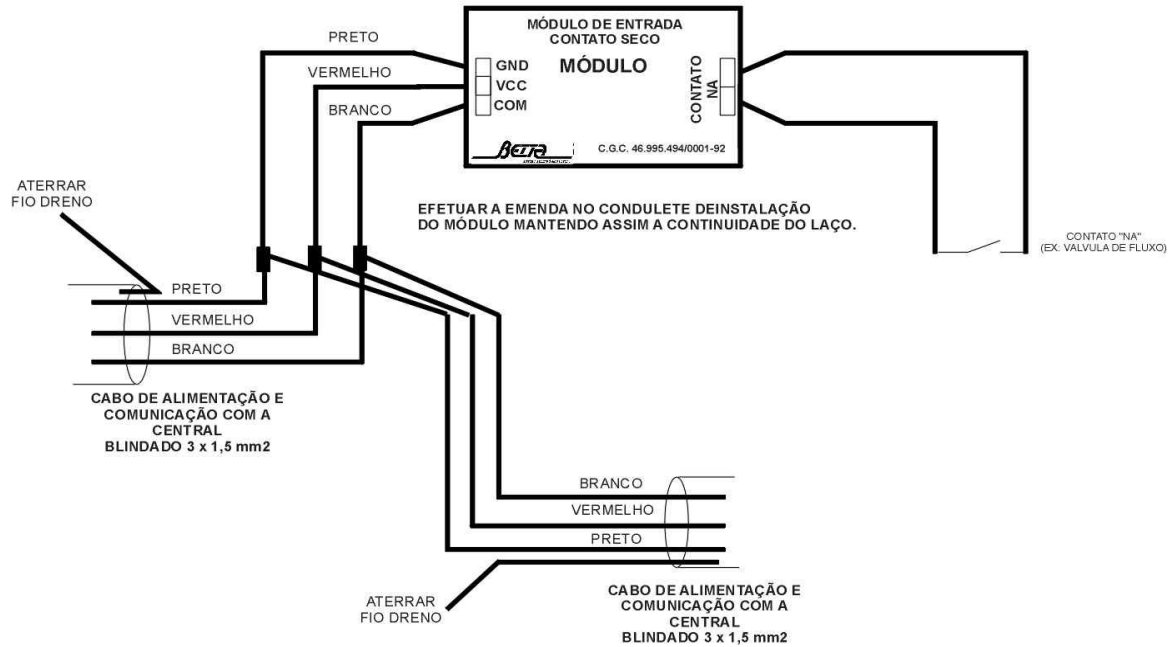 MÓDULO DE ENTRADA
CONTATO SECO
MÓDULO
GND
VCC
COM
CONTATO
NA
C.G.C. 46.995.494/0001-92
PRETO
VERMELHO
BRANCO
ATERRAR
FIO DRENO
EFETUAR A EMENDA NO CONDULETE DEINSTALAÇÃO
DO MÓDULO MANTENDO ASSIM A CONTINUIDADE DO LAÇO.
CONTATO "NA"
(EX: VALVULA DE FLUXO)
PRETO
VERMELHO
BRANCO
CABO DE ALIMENTAÇÃO E
COMUNICAÇÃO COM A
CENTRAL
BLINDADO 3 x 1,5 mm2
BRANCO
VERMELHO
PRETO
ATERRAR
FIO DRENO
CABO DE ALIMENTAÇÃO E
COMUNICAÇÃO COM A
CENTRAL
BLINDADO 3 x 1,5 mm2